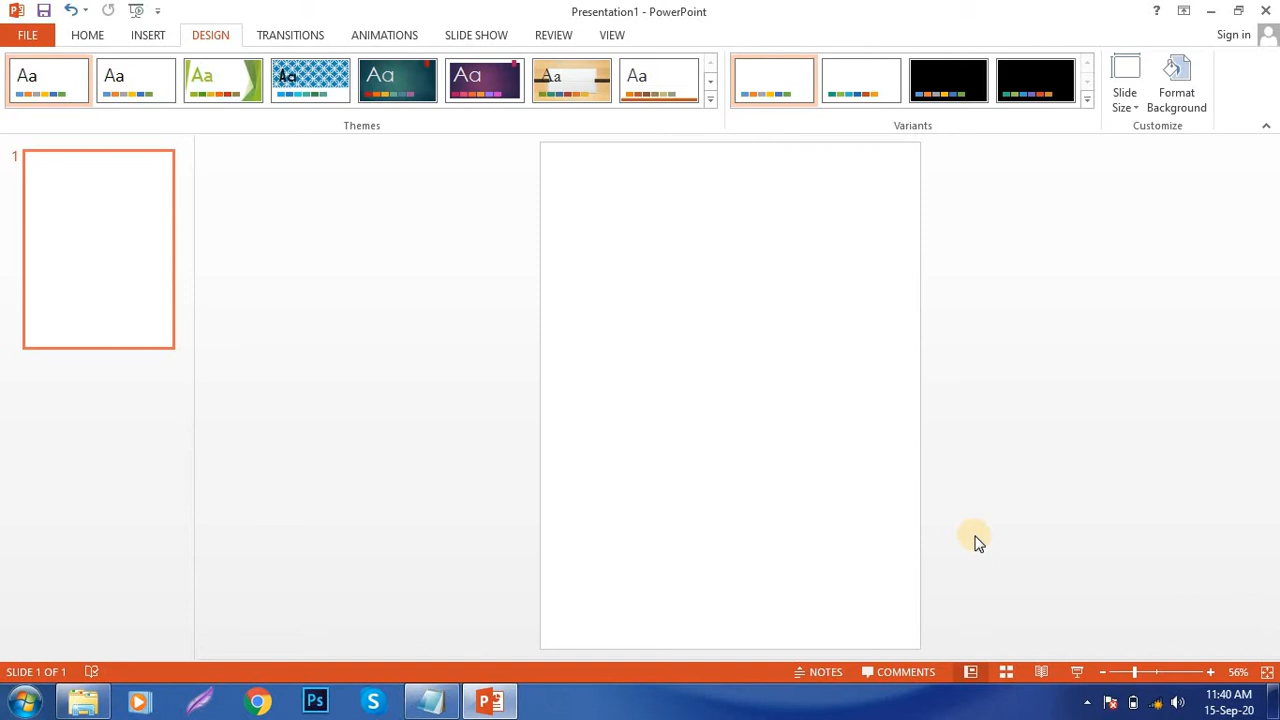 Presentation1 - PowerPoint
?
FILE HOME INSERT DESIGN TRANSITIONS ANIMATIONS SLIDE SHOW REVIEW VIEW Sign in
Aa Aa Aa Aa Aa Aa Aa Aa
Slide Size
Format Background
Themes Variants Customize
1
SLIDE 1 OF 1 NOTES COMMENTS 56%
Ps S P
11:40 AM
15-Sep-20